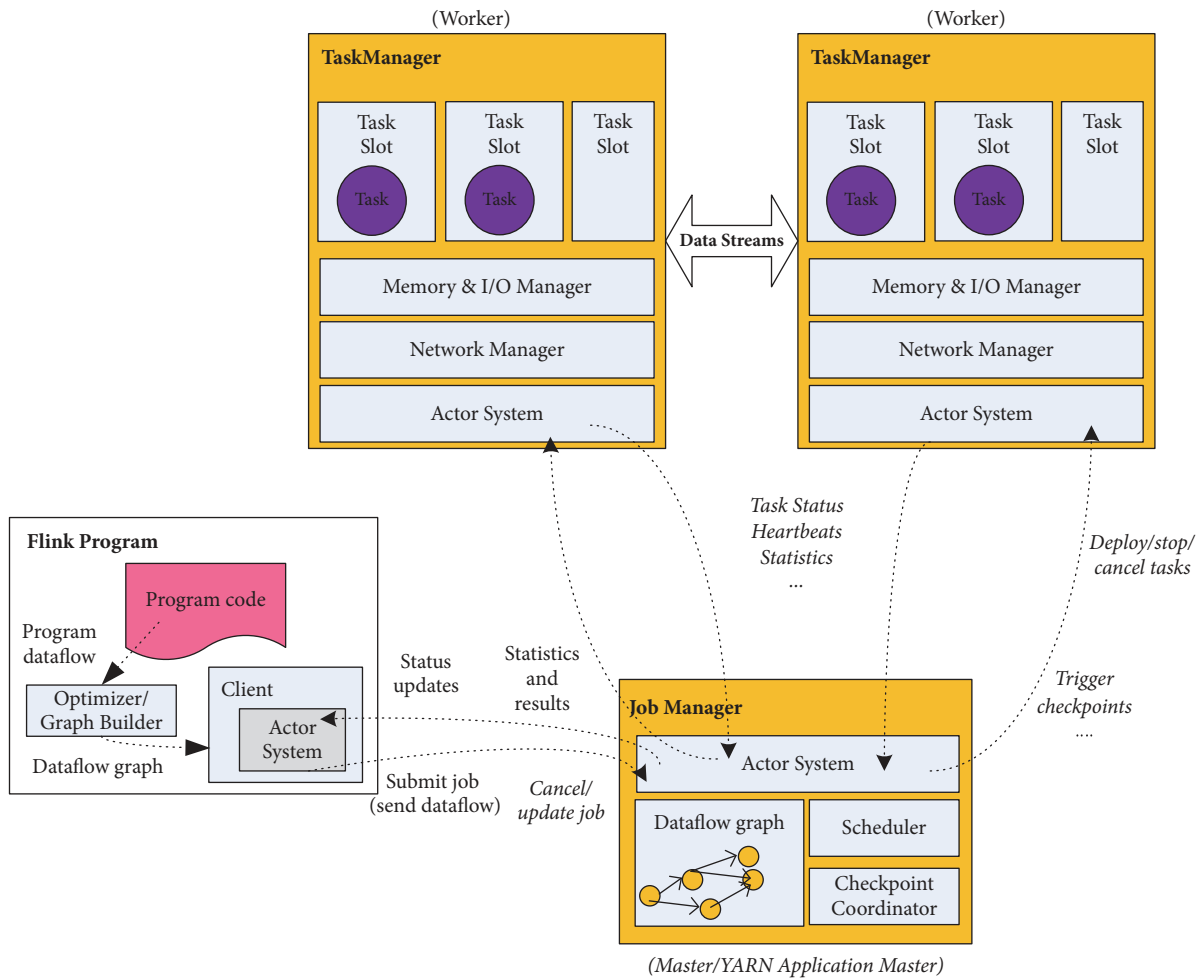 (Worker)
(Worker)
TaskManager
Task
Slot
Task
Task
Slot
Task
Task
Slot
Memory & I/O Manager
Network Manager
Actor System
Data Streams
TaskManager
Task
Slot
Task
Task
Slot
Task
Task
Slot
Memory & I/O Manager
Network Manager
Actor System
Task Status
Heartbeats
Statistics
...
Deploy/stop/
cancel tasks
Trigger
checkpoints
....
Flink Program
Program code
Program
dataflow
Optimizer/
Graph Builder
Dataflow graph
Client
Actor
System
Status
updates
Statistics
and
results
Submit job
(send dataflow)
Cancel/
update job
Job Manager
Actor System
Dataflow graph
Scheduler
Checkpoint
Coordinator
(Master/YARN Application Master)